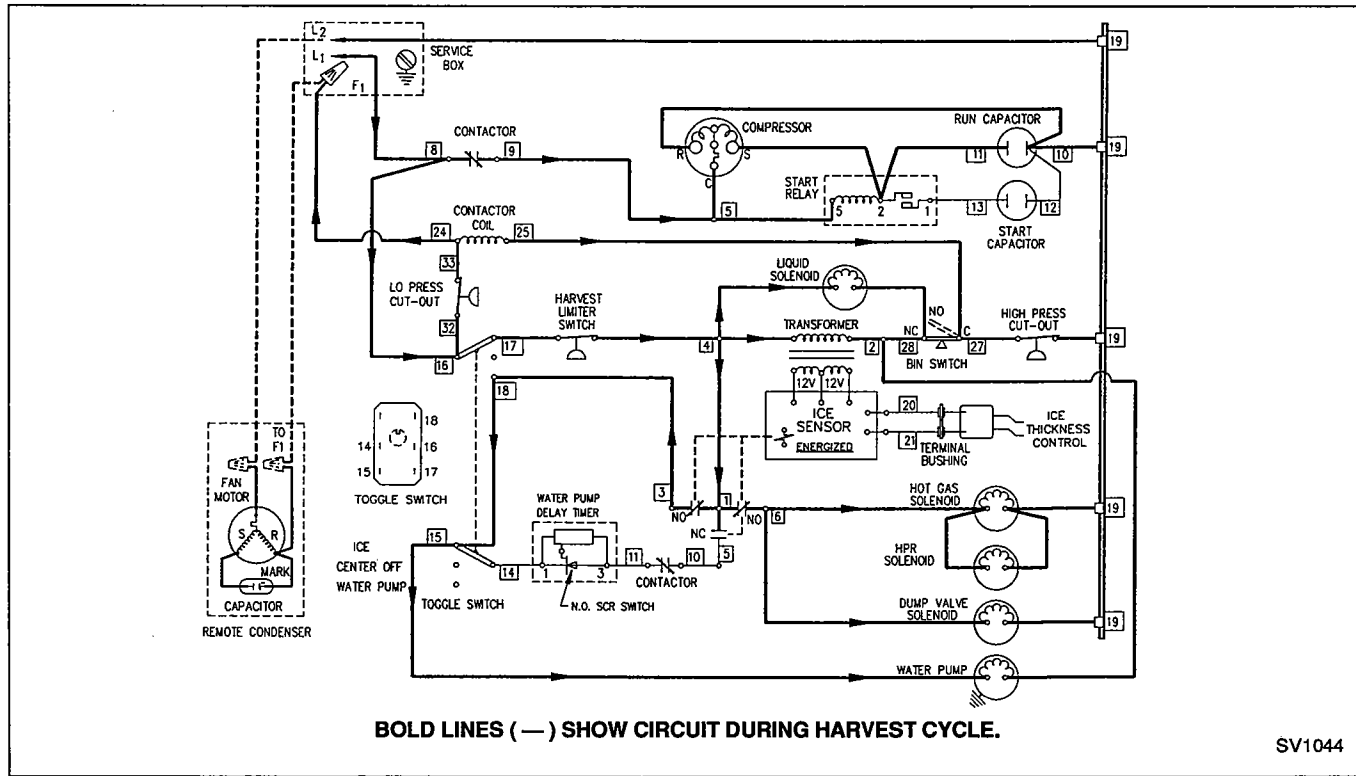 L2
L1
F1
SERVICE
BOX
19
CONTACTOR
8
9
COMPRESSOR
R
S
C
RUN CAPACITOR
11
10
19
START
RELAY
5
5
2
1
13
12
START
CAPACITOR
24
CONTACTOR
COIL
25
33
LO PRESS
CUT-OUT
32
LIQUID
SOLENOID
HARVEST
LIMITER
SWITCH
TRANSFORMER
NO
NC
C
HIGH PRESS
CUT-OUT
16
17
4
2
28
27
BIN SWITCH
19
18
12V
12V
ICE
SENSOR
ENERGIZED
20
21
TERMINAL
BUSHING
ICE
THICKNESS
CONTROL
18
14
16
15
17
TOGGLE SWITCH
TO
F1
FAN
MOTOR
S
R
MARK
CAPACITOR
REMOTE CONDENSER
3
NO
1
NO
6
NC
5
HOT GAS
SOLENOID
19
HPR
SOLENOID
WATER PUMP
DELAY TIMER
15
ICE
CENTER OFF
WATER PUMP
14
1
3
11
10
CONTACTOR
TOGGLE SWITCH
N.O. SCR SWITCH
DUMP VALVE
SOLENOID
19
WATER PUMP
BOLD LINES ( — ) SHOW CIRCUIT DURING HARVEST CYCLE.
SV1044